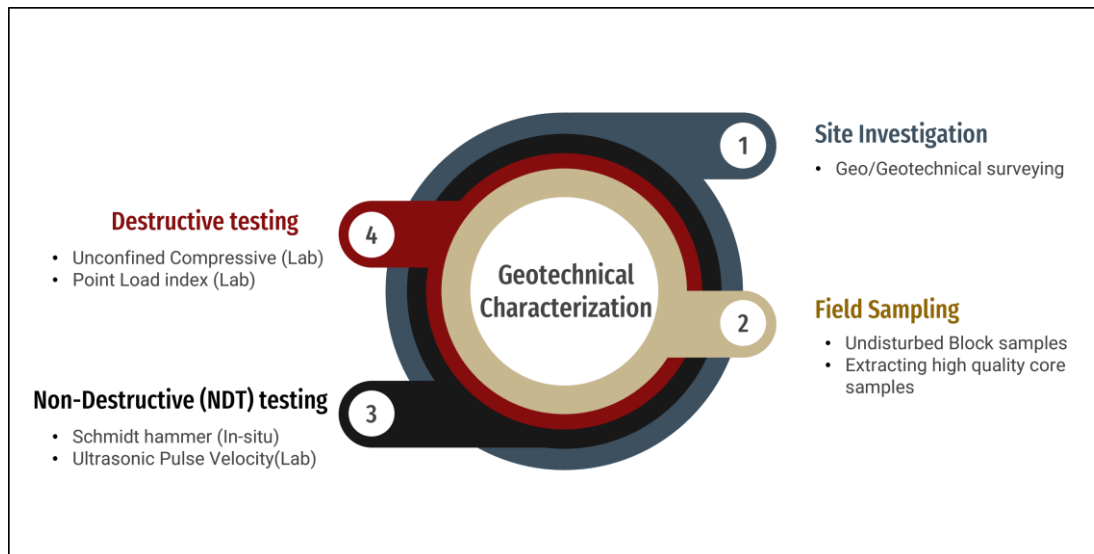 1
Site Investigation
• Geo/Geotechnical surveying
Destructive testing
4
• Unconfined Compressive (Lab)
• Point Load index (Lab)
Geotechnical
Characterization
2
Field Sampling
• Undisturbed Block samples
• Extracting high quality core
samples
Non-Destructive (NDT) testing
3
• Schmidt hammer (In-situ)
• Ultrasonic Pulse Velocity(Lab)